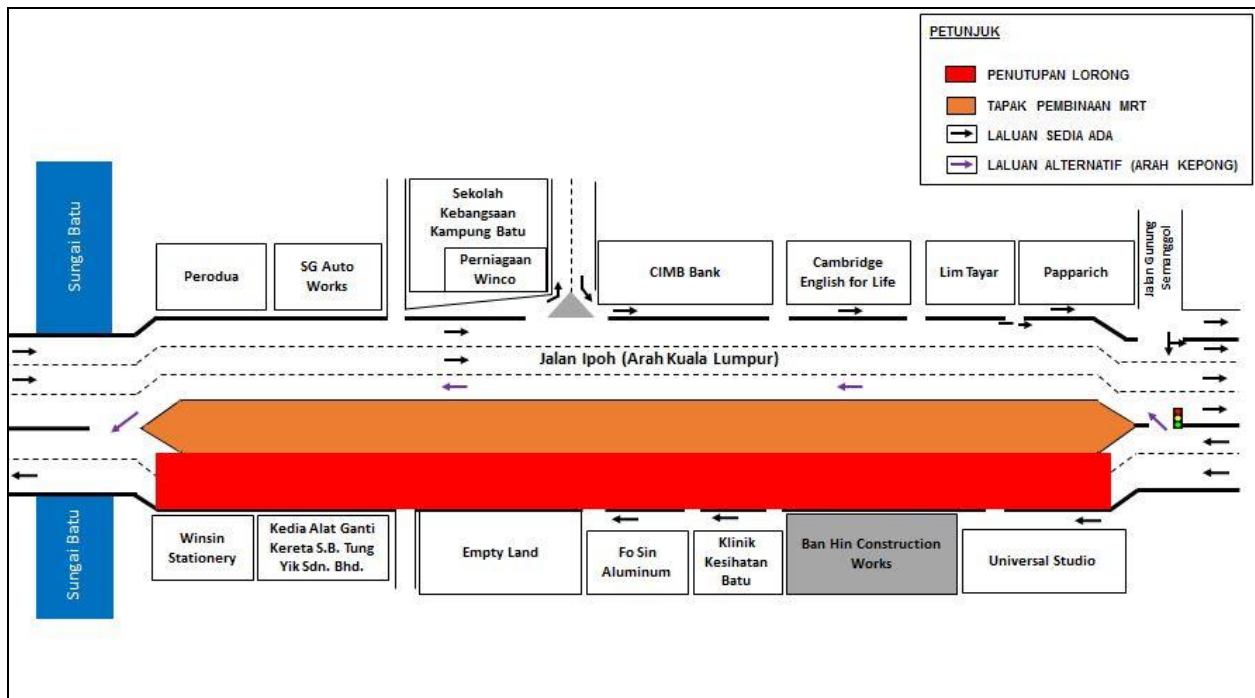 PETUNJUK
PENUTUPAN LORONG
TAPAK PEMBINAAN MRT
LALUAN SEDIA ADA
LALUAN ALTERNATIF (ARAH KEPONG)
Sungai Batu
Perodua
SG Auto
Works
Sekolah
Kebangsaan
Kampung Batu
Perniagaan
Winco
CIMB Bank
Cambridge
English for Life
Lim Tayar
Papparich
Jalan Gunung
Semanggol
Jalan Ipoh (Arah Kuala Lumpur)
Sungai Batu
Winsin
Stationery
Kedia Alat Ganti
Kereta S.B. Tung
Yik Sdn. Bhd.
Empty Land
Fo Sin
Aluminum
Klinik
Kesihatan
Batu
Ban Hin Construction
Works
Universal Studio